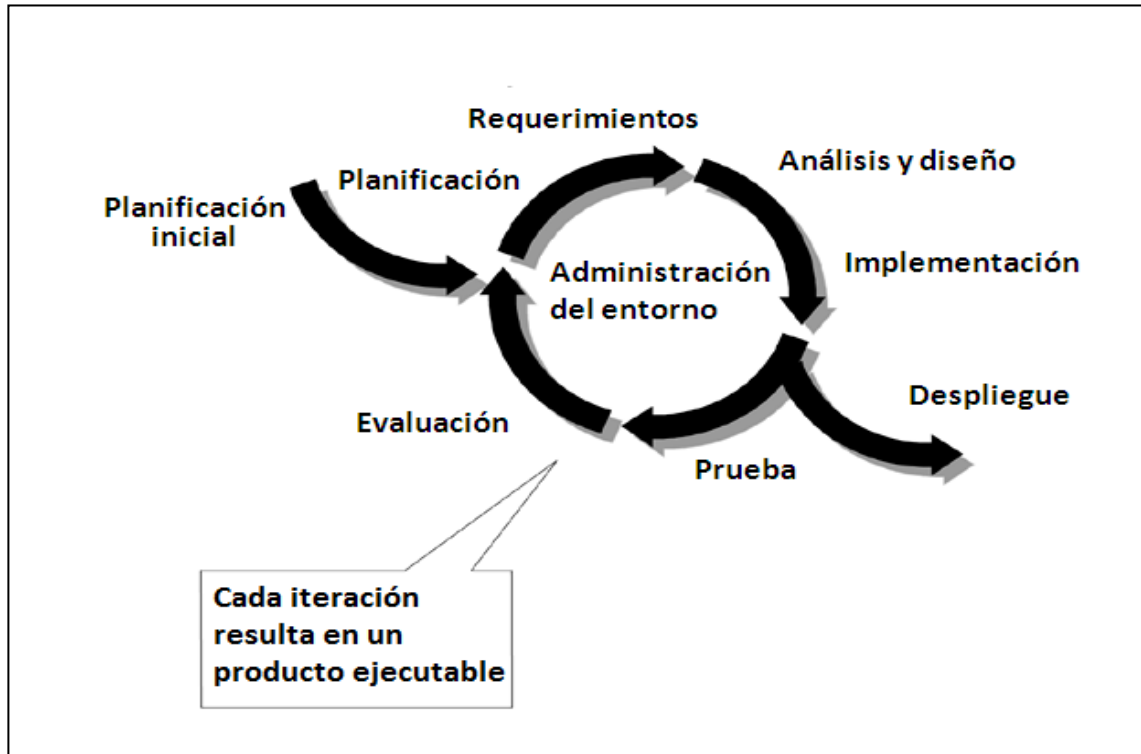 Requerimientos
Análisis y diseño
Planificación
Planificación
inicial
Administración
del entorno
Implementación
Despliegue
Evaluación
Prueba
Cada iteración
resulta en un
producto ejecutable